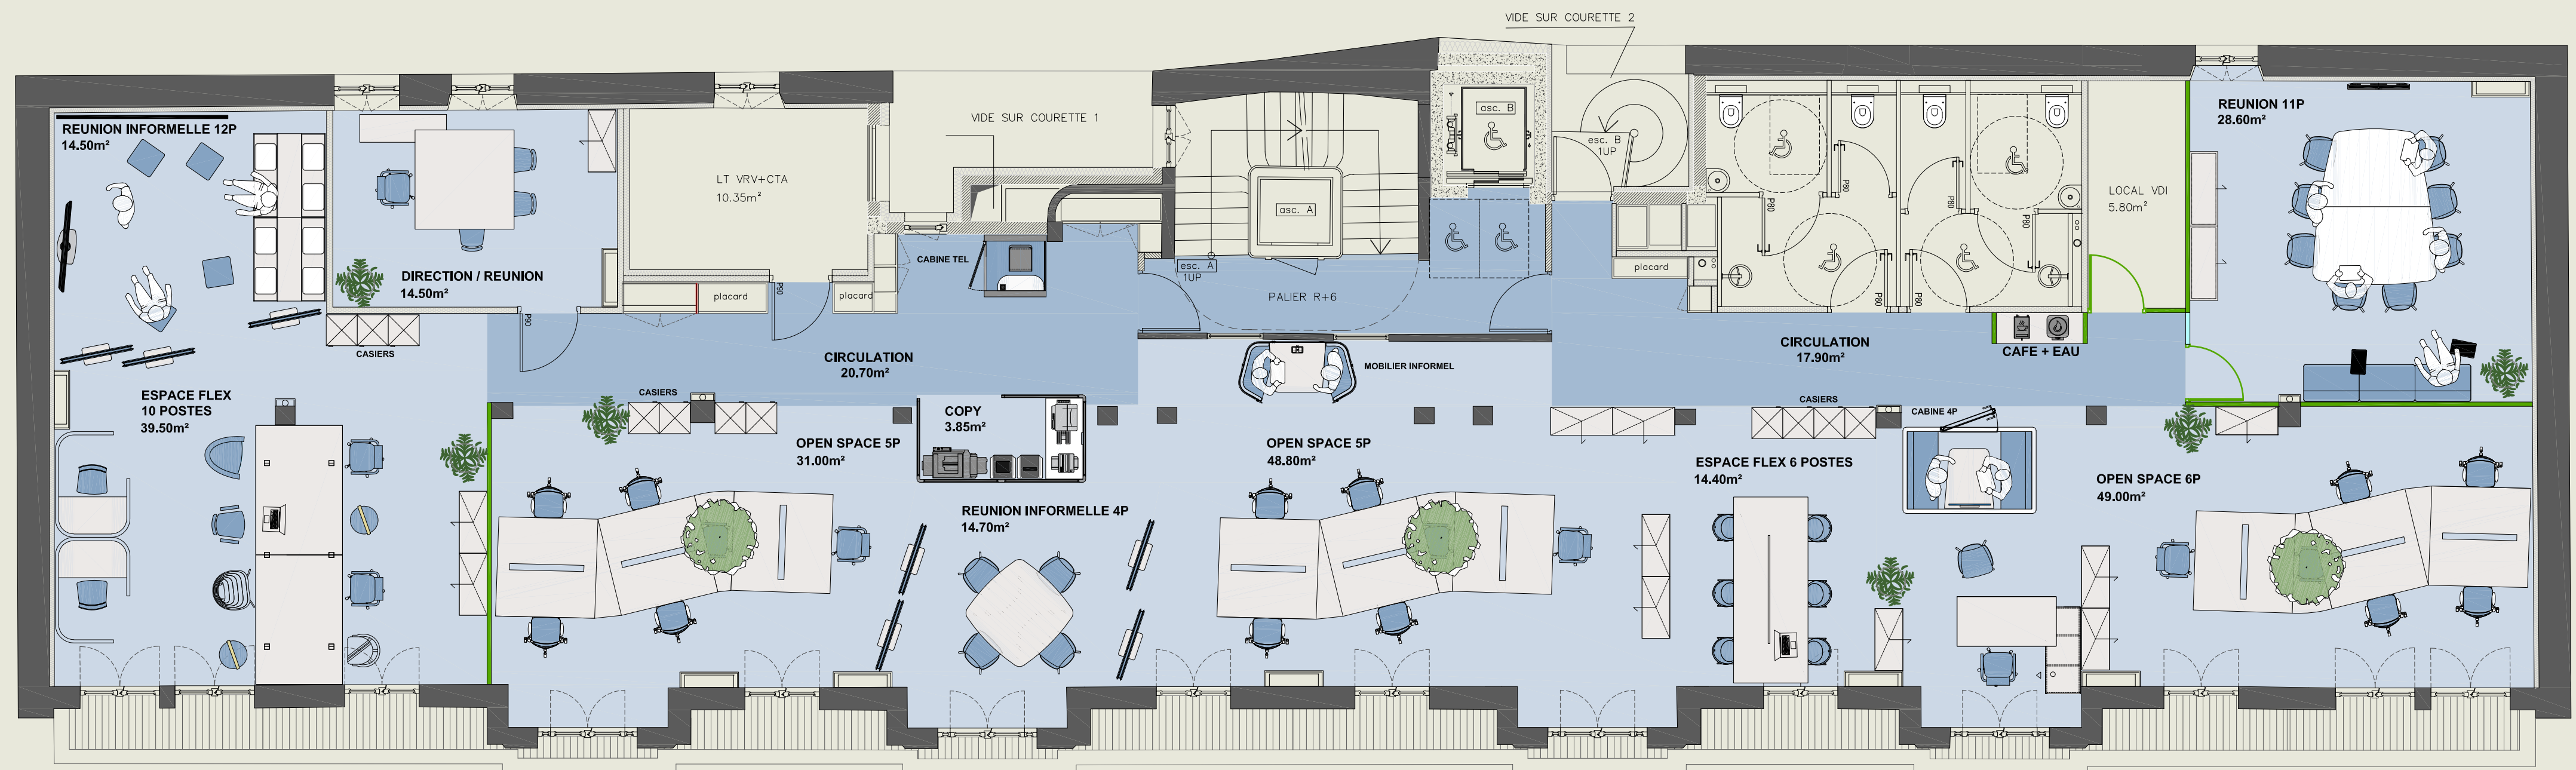 VIDE SUR COURETTE 2
REUNION INFORMELLE 12P
14.50m²
DIRECTION / REUNION
14.50m²
LT VRV+CTA
10.35m²
VIDE SUR COURETTE 1
asc. A
asc. B
esc. B
1UP
LOCAL VDI
5.80m²
REUNION 11P
28.60m²
P80
P80
P80
P80
P80
P80
CABINE TEL
esc. A
1UP
PALIER R+6
placard
placard
placard
P90
P90
CASIERS
CIRCULATION
20.70m²
MOBILIER INFORMEL
CIRCULATION
17.90m²
CAFE + EAU
ESPACE FLEX
10 POSTES
39.50m²
CASIERS
COPY
3.85m²
CASIERS
CABINE 4P
OPEN SPACE 5P
31.00m²
OPEN SPACE 5P
48.80m²
ESPACE FLEX 6 POSTES
14.40m²
OPEN SPACE 6P
49.00m²
REUNION INFORMELLE 4P
14.70m²